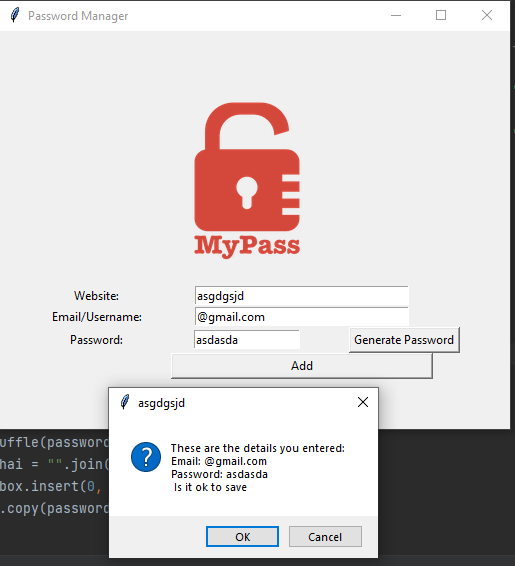 Password Manager
MyPass
Website:
asgdgsjd
Email/Username:
@gmail.com
Password:
asdasda
Generate Password
Add
asgdgsjd
These are the details you entered:
Email: @gmail.com
Password: asdasda
Is it ok to save
OK
Cancel
uffle(password
hai = "".join(
box.insert(0,
.copy(password